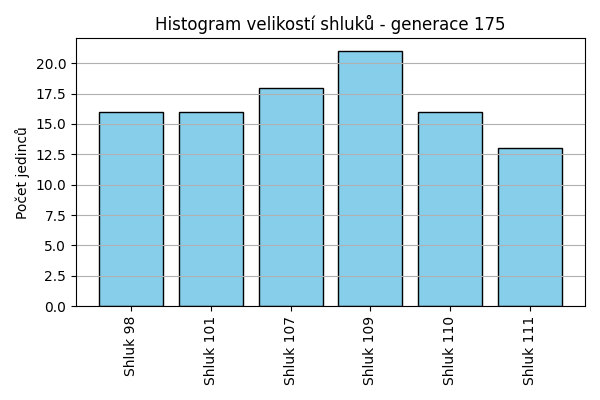 Histogram velikostí shluků - generace 175
Počet jedinců
20.0
17.5
15.0
12.5
10.0
7.5
5.0
2.5
0.0
Shluk 98
Shluk 101
Shluk 107
Shluk 109
Shluk 110
Shluk 111